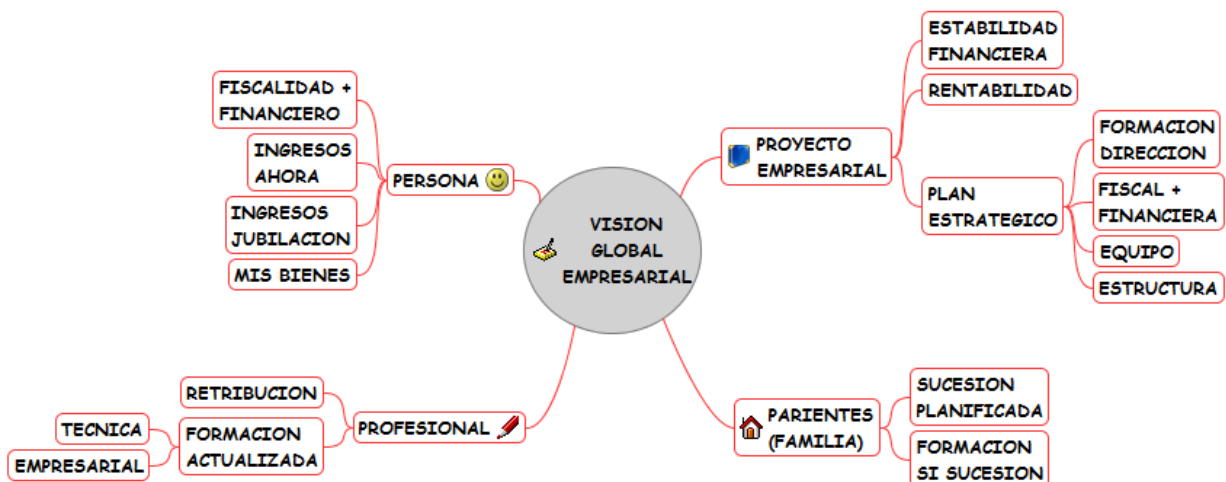 VISION
GLOBAL
EMPRESARIAL
PERSONA
FISCALIDAD +
FINANCIERO
INGRESOS
AHORA
INGRESOS
JUBILACION
MIS BIENES
PROYECTO
EMPRESARIAL
ESTABILIDAD
FINANCIERA
RENTABILIDAD
PLAN
ESTRATEGICO
FORMACION
DIRECCION
FISCAL +
FINANCIERA
EQUIPO
ESTRUCTURA
PROFESIONAL
RETRIBUCION
FORMACION
ACTUALIZADA
TECNICA
EMPRESARIAL
PARIENTES
(FAMILIA)
SUCESION
PLANIFICADA
FORMACION
SI SUCESION